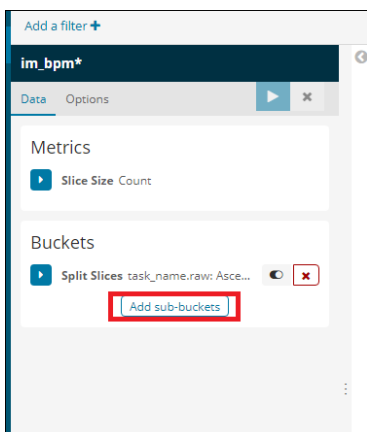 Add a filter +
im_bpm*
Data Options
Metrics
Slice Size Count
Buckets
Split Slices task_name.raw: Asce...
Add sub-buckets